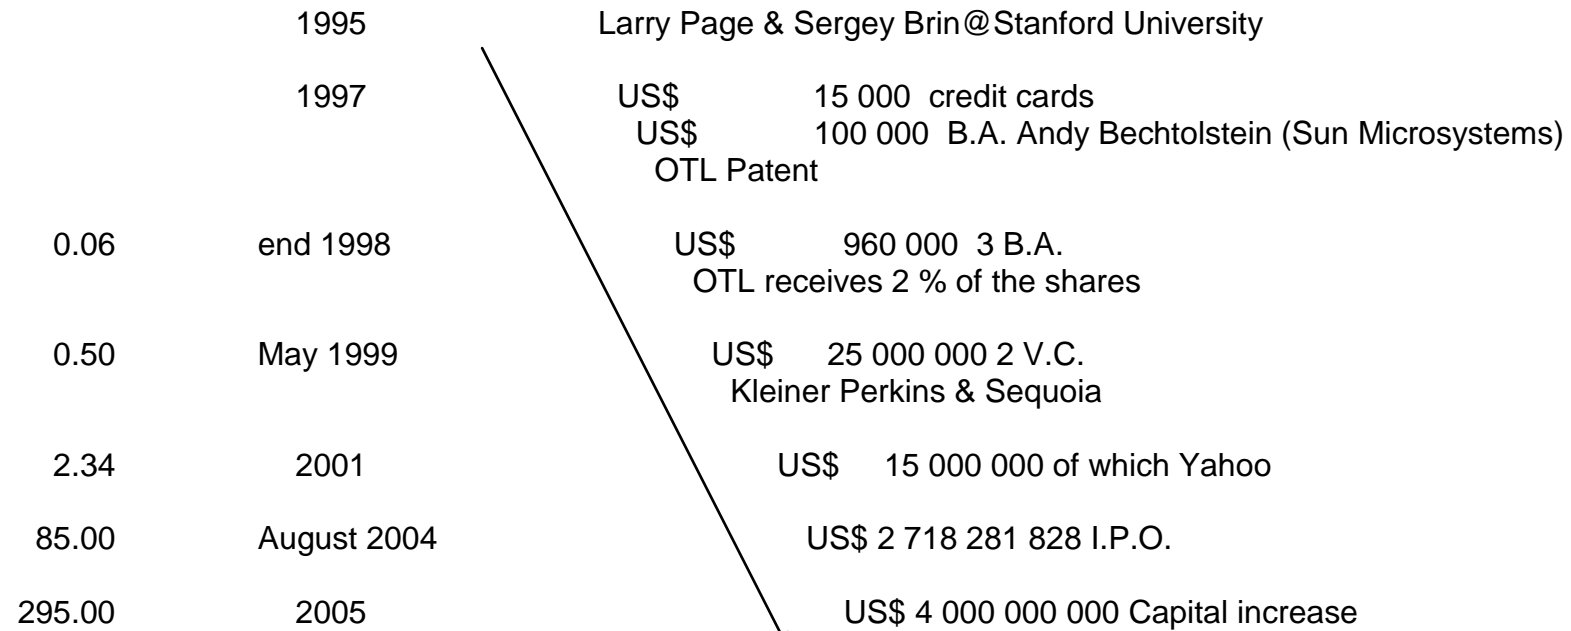 1995 Larry Page & Sergey Brin@Stanford University
1997 US$ 15 000 credit cards
US$ 100 000 B.A. Andy Bechtolstein (Sun Microsystems)
OTL Patent
0.06 end 1998 US$ 960 000 3 B.A.
OTL receives 2 % of the shares
0.50 May 1999 US$ 25 000 000 2 V.C.
Kleiner Perkins & Sequoia
2.34 2001 US$ 15 000 000 of which Yahoo
85.00 August 2004 US$ 2 718 281 828 I.P.O.
295.00 2005 US$ 4 000 000 000 Capital increase